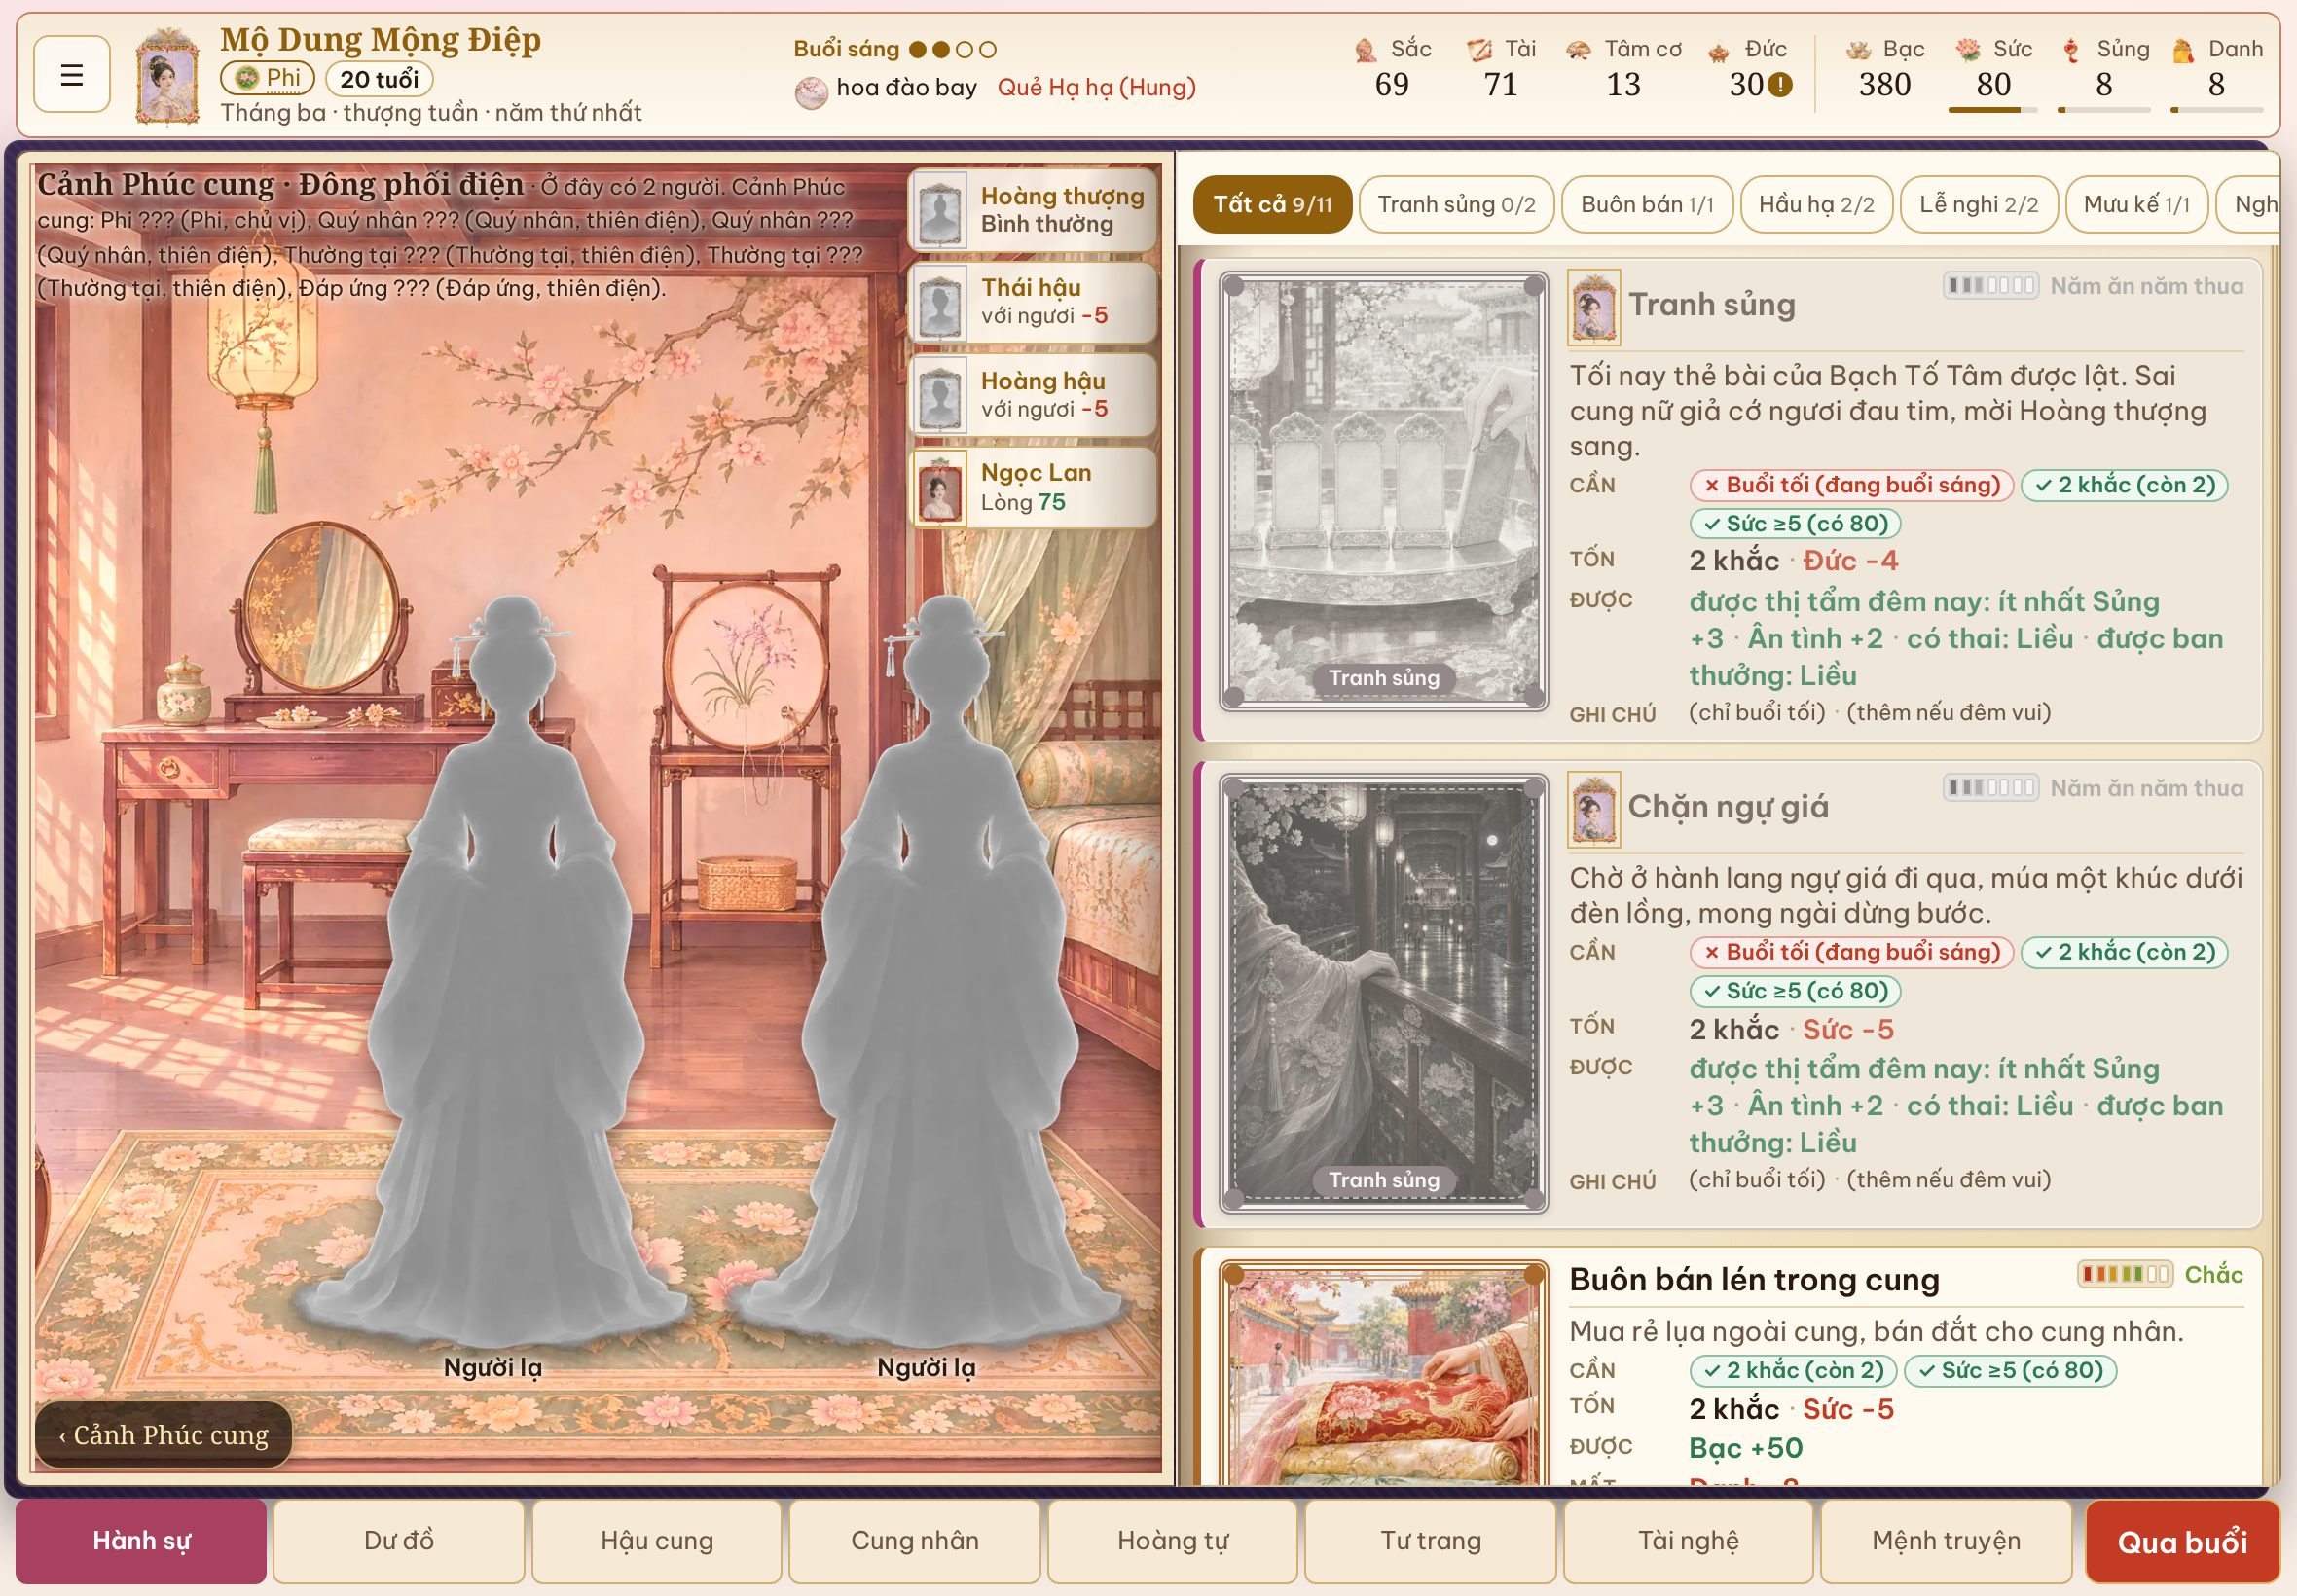 ☰
Mộ Dung Mộng Điệp
Phi
20 tuổi
Tháng ba · thượng tuần · năm thứ nhất
Buổi sáng
hoa đào bay Quẻ Hạ hạ (Hung)
Sắc
69
Tài
71
Tâm cơ
13
Đức
30 !
Bạc
380
Sức
80
Sủng
8
Danh
8
Cảnh Phúc cung · Đông phối điện · Ở đây có 2 người. Cảnh Phúc
cung: Phi ??? (Phi, chủ vị), Quý nhân ??? (Quý nhân, thiên điện), Quý nhân ???
(Quý nhân, thiên điện), Thường tại ??? (Thường tại, thiên điện), Thường tại ???
(Thường tại, thiên điện), Đáp ứng ??? (Đáp ứng, thiên điện).
Hoàng thượng
Bình thường
Thái hậu
với ngươi -5
Hoàng hậu
với ngươi -5
Ngọc Lan
Lòng 75
Người lạ
Người lạ
‹ Cảnh Phúc cung
Tất cả 9/11
Tranh sủng 0/2
Buôn bán 1/1
Hầu hạ 2/2
Lễ nghi 2/2
Mưu kế 1/1
Ngh
Tranh sủng
Tranh sủng
Năm ăn năm thua
Tối nay thẻ bài của Bạch Tố Tâm được lật. Sai
cung nữ giả cớ ngươi đau tim, mời Hoàng thượng
sang.
CẦN × Buổi tối (đang buổi sáng) ✓ 2 khắc (còn 2)
✓ Sức ≥5 (có 80)
TỐN 2 khắc · Đức -4
ĐƯỢC được thị tẩm đêm nay: ít nhất Sủng
+3 · Ân tình +2 · có thai: Liều · được ban
thưởng: Liều
GHI CHÚ (chỉ buổi tối) · (thêm nếu đêm vui)
Tranh sủng
Chặn ngự giá
Năm ăn năm thua
Chờ ở hành lang ngự giá đi qua, múa một khúc dưới
đèn lồng, mong ngài dừng bước.
CẦN × Buổi tối (đang buổi sáng) ✓ 2 khắc (còn 2)
✓ Sức ≥5 (có 80)
TỐN 2 khắc · Sức -5
ĐƯỢC được thị tẩm đêm nay: ít nhất Sủng
+3 · Ân tình +2 · có thai: Liều · được ban
thưởng: Liều
GHI CHÚ (chỉ buổi tối) · (thêm nếu đêm vui)
Buôn bán lén trong cung
Chắc
Mua rẻ lụa ngoài cung, bán đắt cho cung nhân.
CẦN ✓ 2 khắc (còn 2) ✓ Sức ≥5 (có 80)
TỐN 2 khắc · Sức -5
ĐƯỢC Bạc +50
Hành sự
Dư đồ
Hậu cung
Cung nhân
Hoàng tự
Tư trang
Tài nghệ
Mệnh truyện
Qua buổi